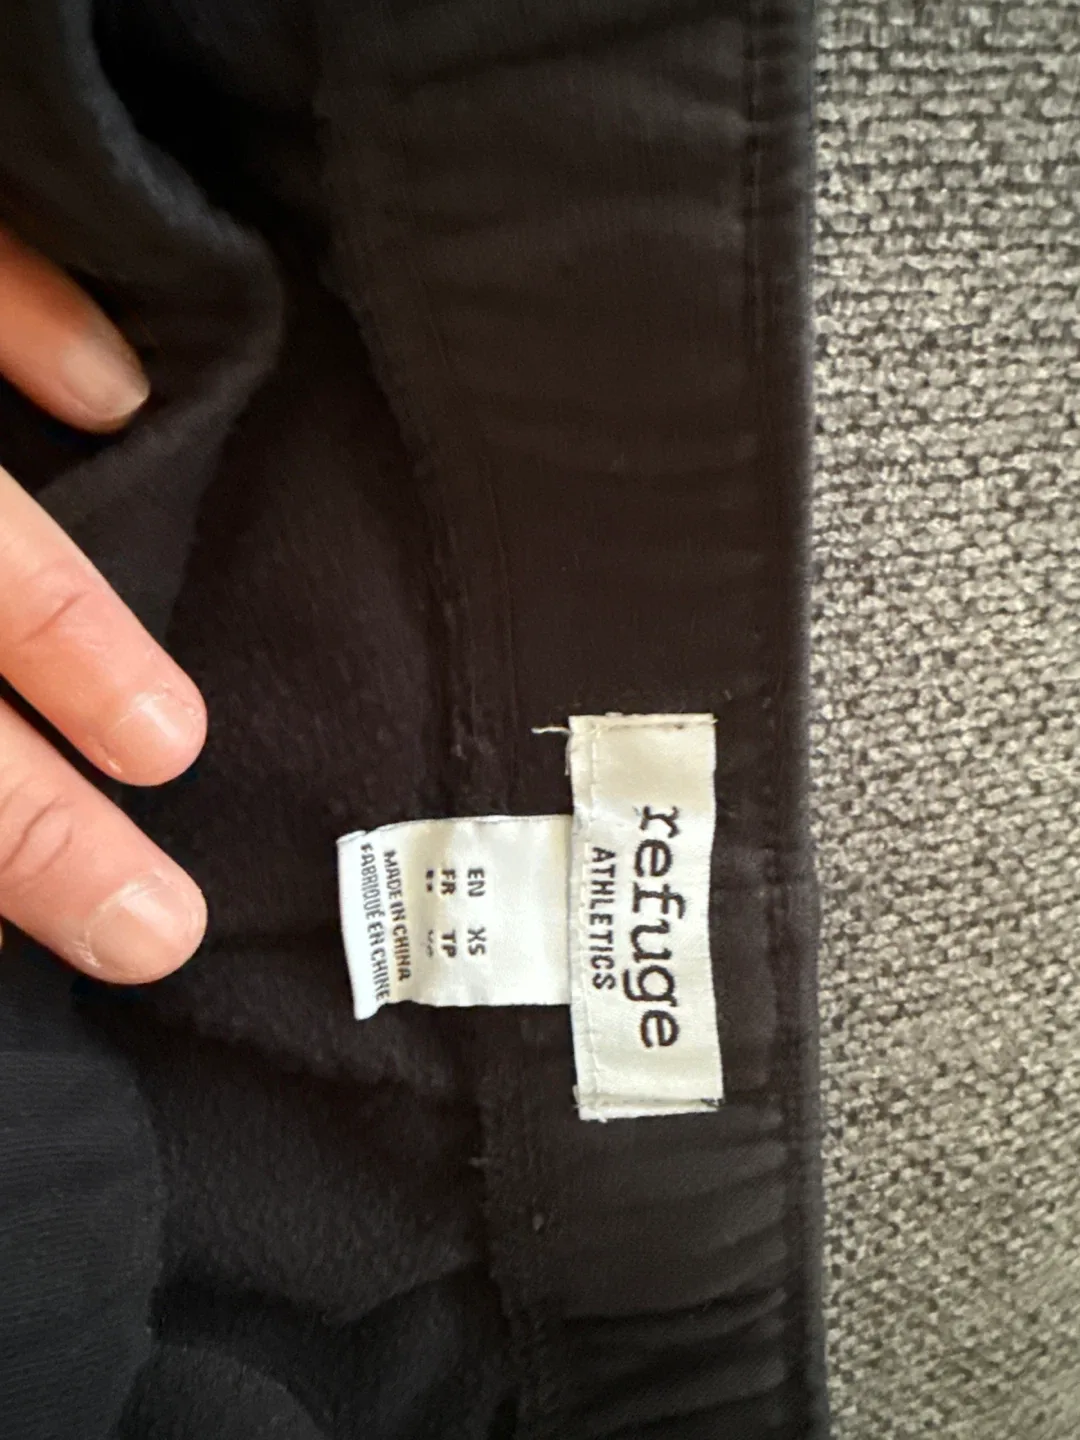 refuge
ATHLETICS
EN XS
FR TP
MADE IN CHINA
FABRIQUÉ EN CHINE